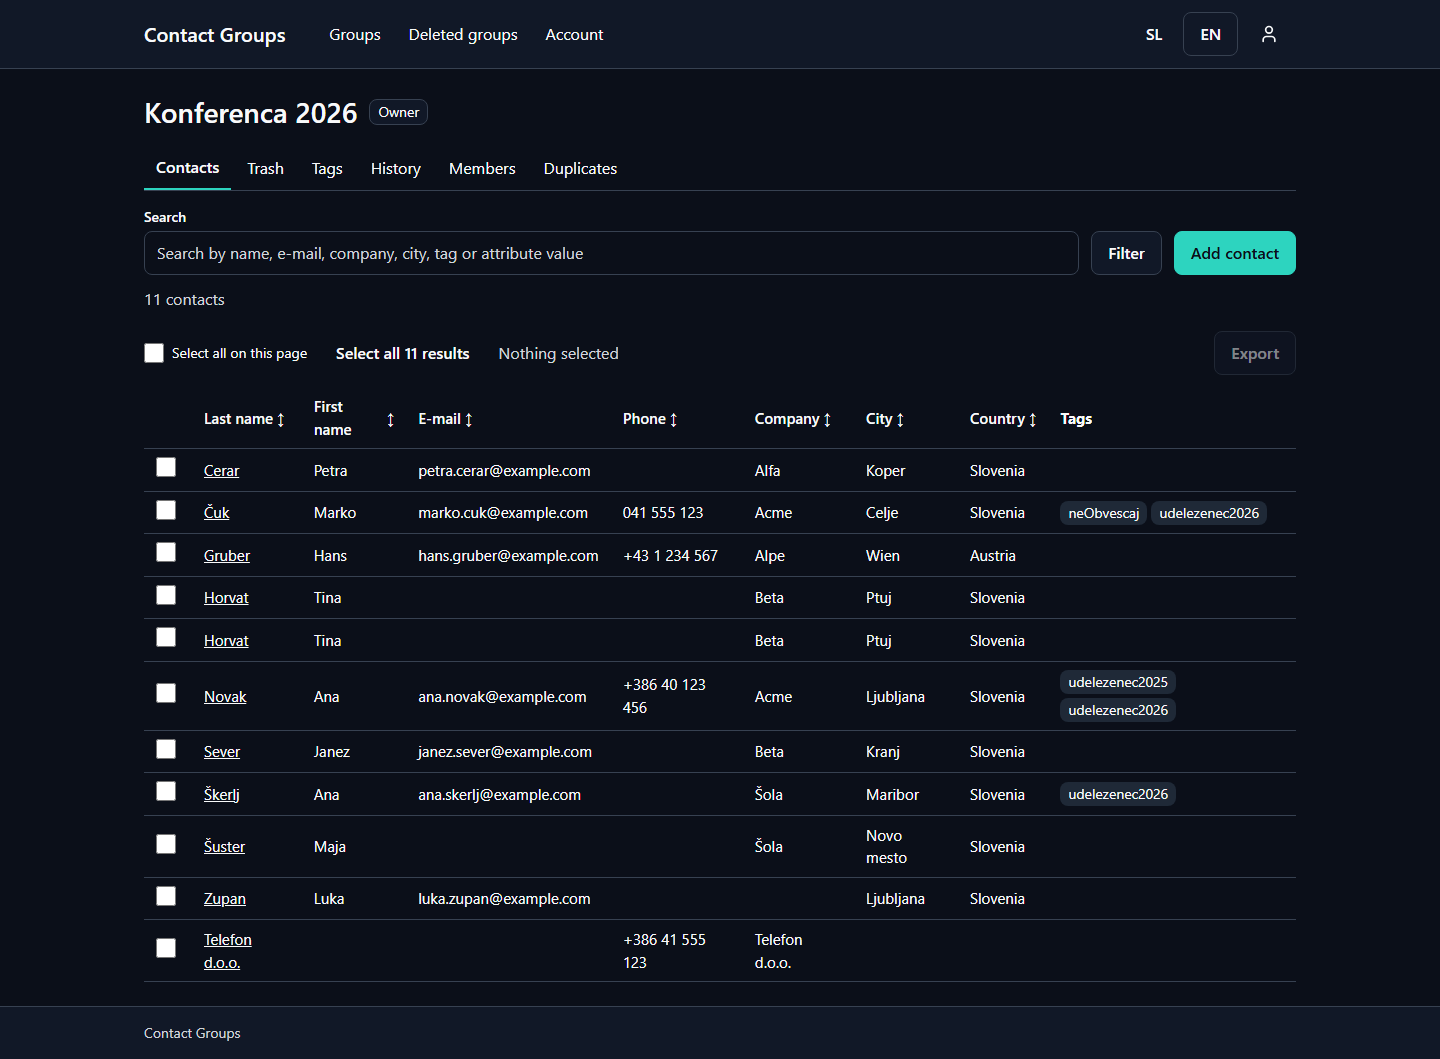 Contact Groups Groups Deleted groups Account SL EN
Konferenca 2026 Owner
Contacts Trash Tags History Members Duplicates
Search
Search by name, e-mail, company, city, tag or attribute value Filter Add contact
11 contacts
Select all on this page Select all 11 results Nothing selected Export
Last name First name E-mail Phone Company City Country Tags
Cerar Petra petra.cerar@example.com Alfa Koper Slovenia
Čuk Marko marko.cuk@example.com 041 555 123 Acme Celje Slovenia neObvescaj udelezenec2026
Gruber Hans hans.gruber@example.com +43 1 234 567 Alpe Wien Austria
Horvat Tina Beta Ptuj Slovenia
Horvat Tina Beta Ptuj Slovenia
Novak Ana ana.novak@example.com +386 40 123 456 Acme Ljubljana Slovenia udelezenec2025 udelezenec2026
Sever Janez janez.sever@example.com Beta Kranj Slovenia
Škerlj Ana ana.skerlj@example.com Šola Maribor Slovenia udelezenec2026
Šuster Maja Šola Novo mesto Slovenia
Zupan Luka luka.zupan@example.com Ljubljana Slovenia
Telefon d.o.o. +386 41 555 123 Telefon d.o.o.
Contact Groups